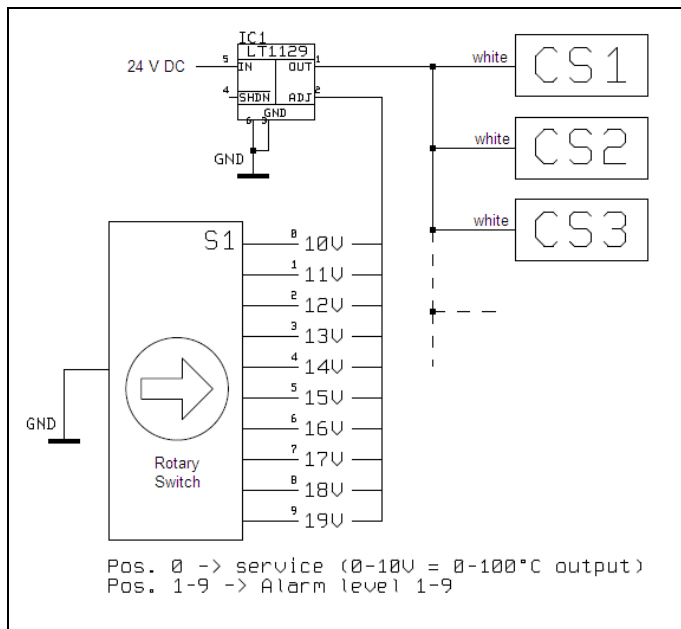 IC1
LT1129
24 V DC
5
IN
OUT
1
4
SHDN
ADJ
2
GND
6
3
GND
white
CS1
white
CS2
white
CS3
S1
0
10V
1
11V
2
12V
3
13V
4
14V
5
15V
6
16V
7
17V
8
18V
9
19V
GND
Rotary
Switch
Pos. 0 -> service (0-10V = 0-100°C output)
Pos. 1-9 -> Alarm level 1-9